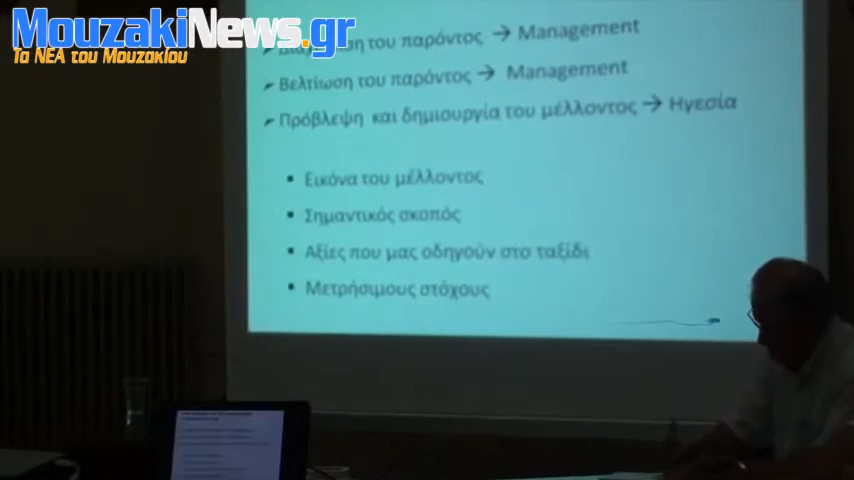 MouzakiNews.gr
Τα ΝΕΑ του Μουζακίου
του παρόντος → Management
➢ Βελτίωση του παρόντος → Management
➢ Πρόβλεψη και δημιουργία του μέλλοντος → Ηγεσία
▪ Εικόνα του μέλλοντος
▪ Σημαντικός σκοπός
▪ Αξίες που μας οδηγούν στο ταξίδι
▪ Μετρήσιμους στόχους